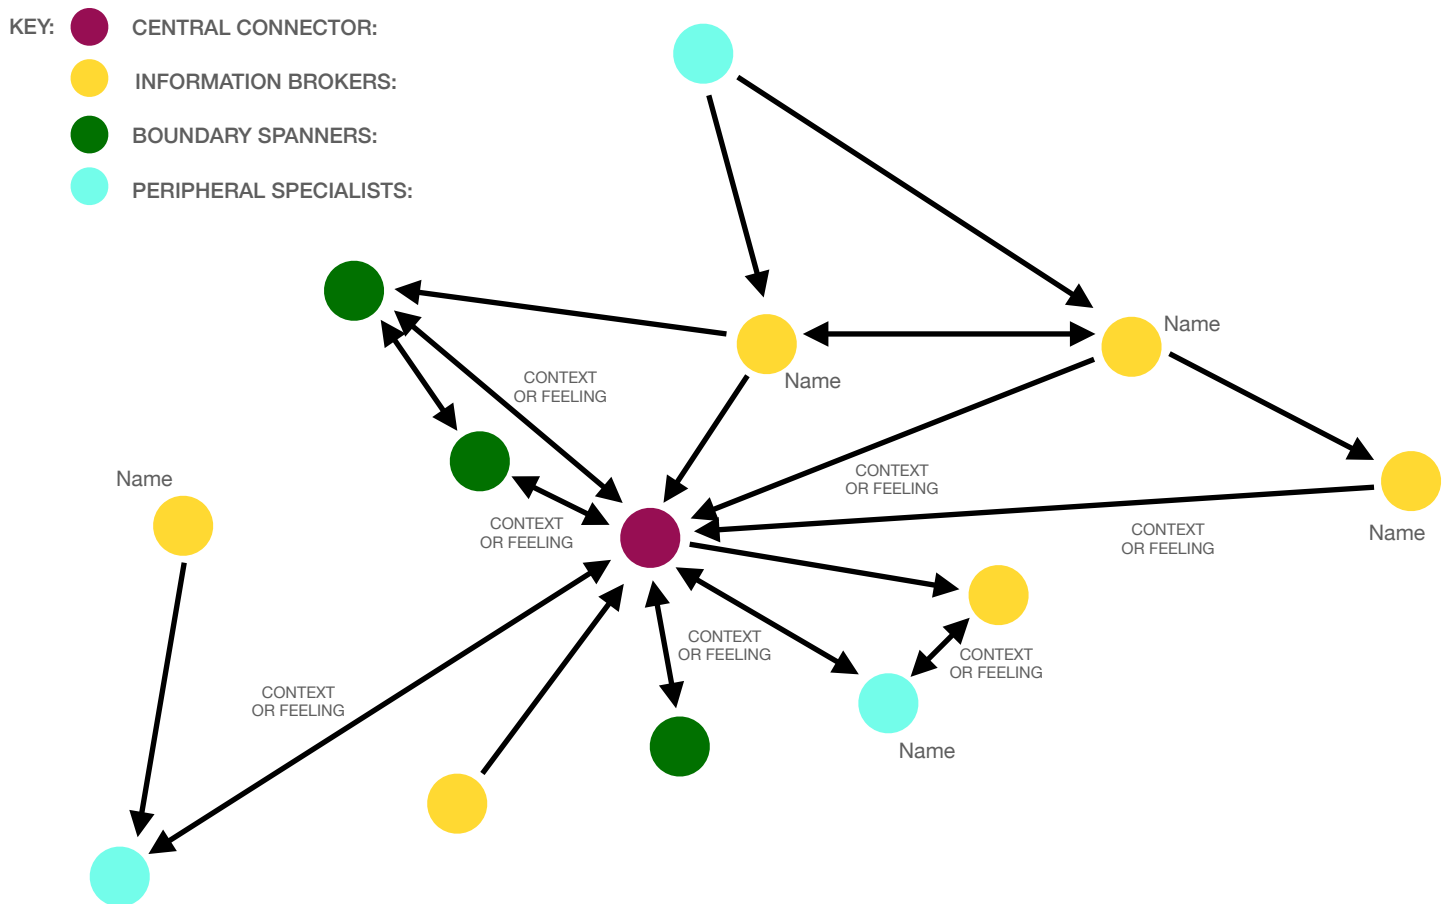 KEY:
CENTRAL CONNECTOR:
INFORMATION BROKERS:
BOUNDARY SPANNERS:
PERIPHERAL SPECIALISTS:
Name
Name
CONTEXT
OR FEELING
Name
CONTEXT
OR FEELING
CONTEXT
OR FEELING
CONTEXT
OR FEELING
Name
CONTEXT
OR FEELING
CONTEXT
OR FEELING
CONTEXT
OR FEELING
Name